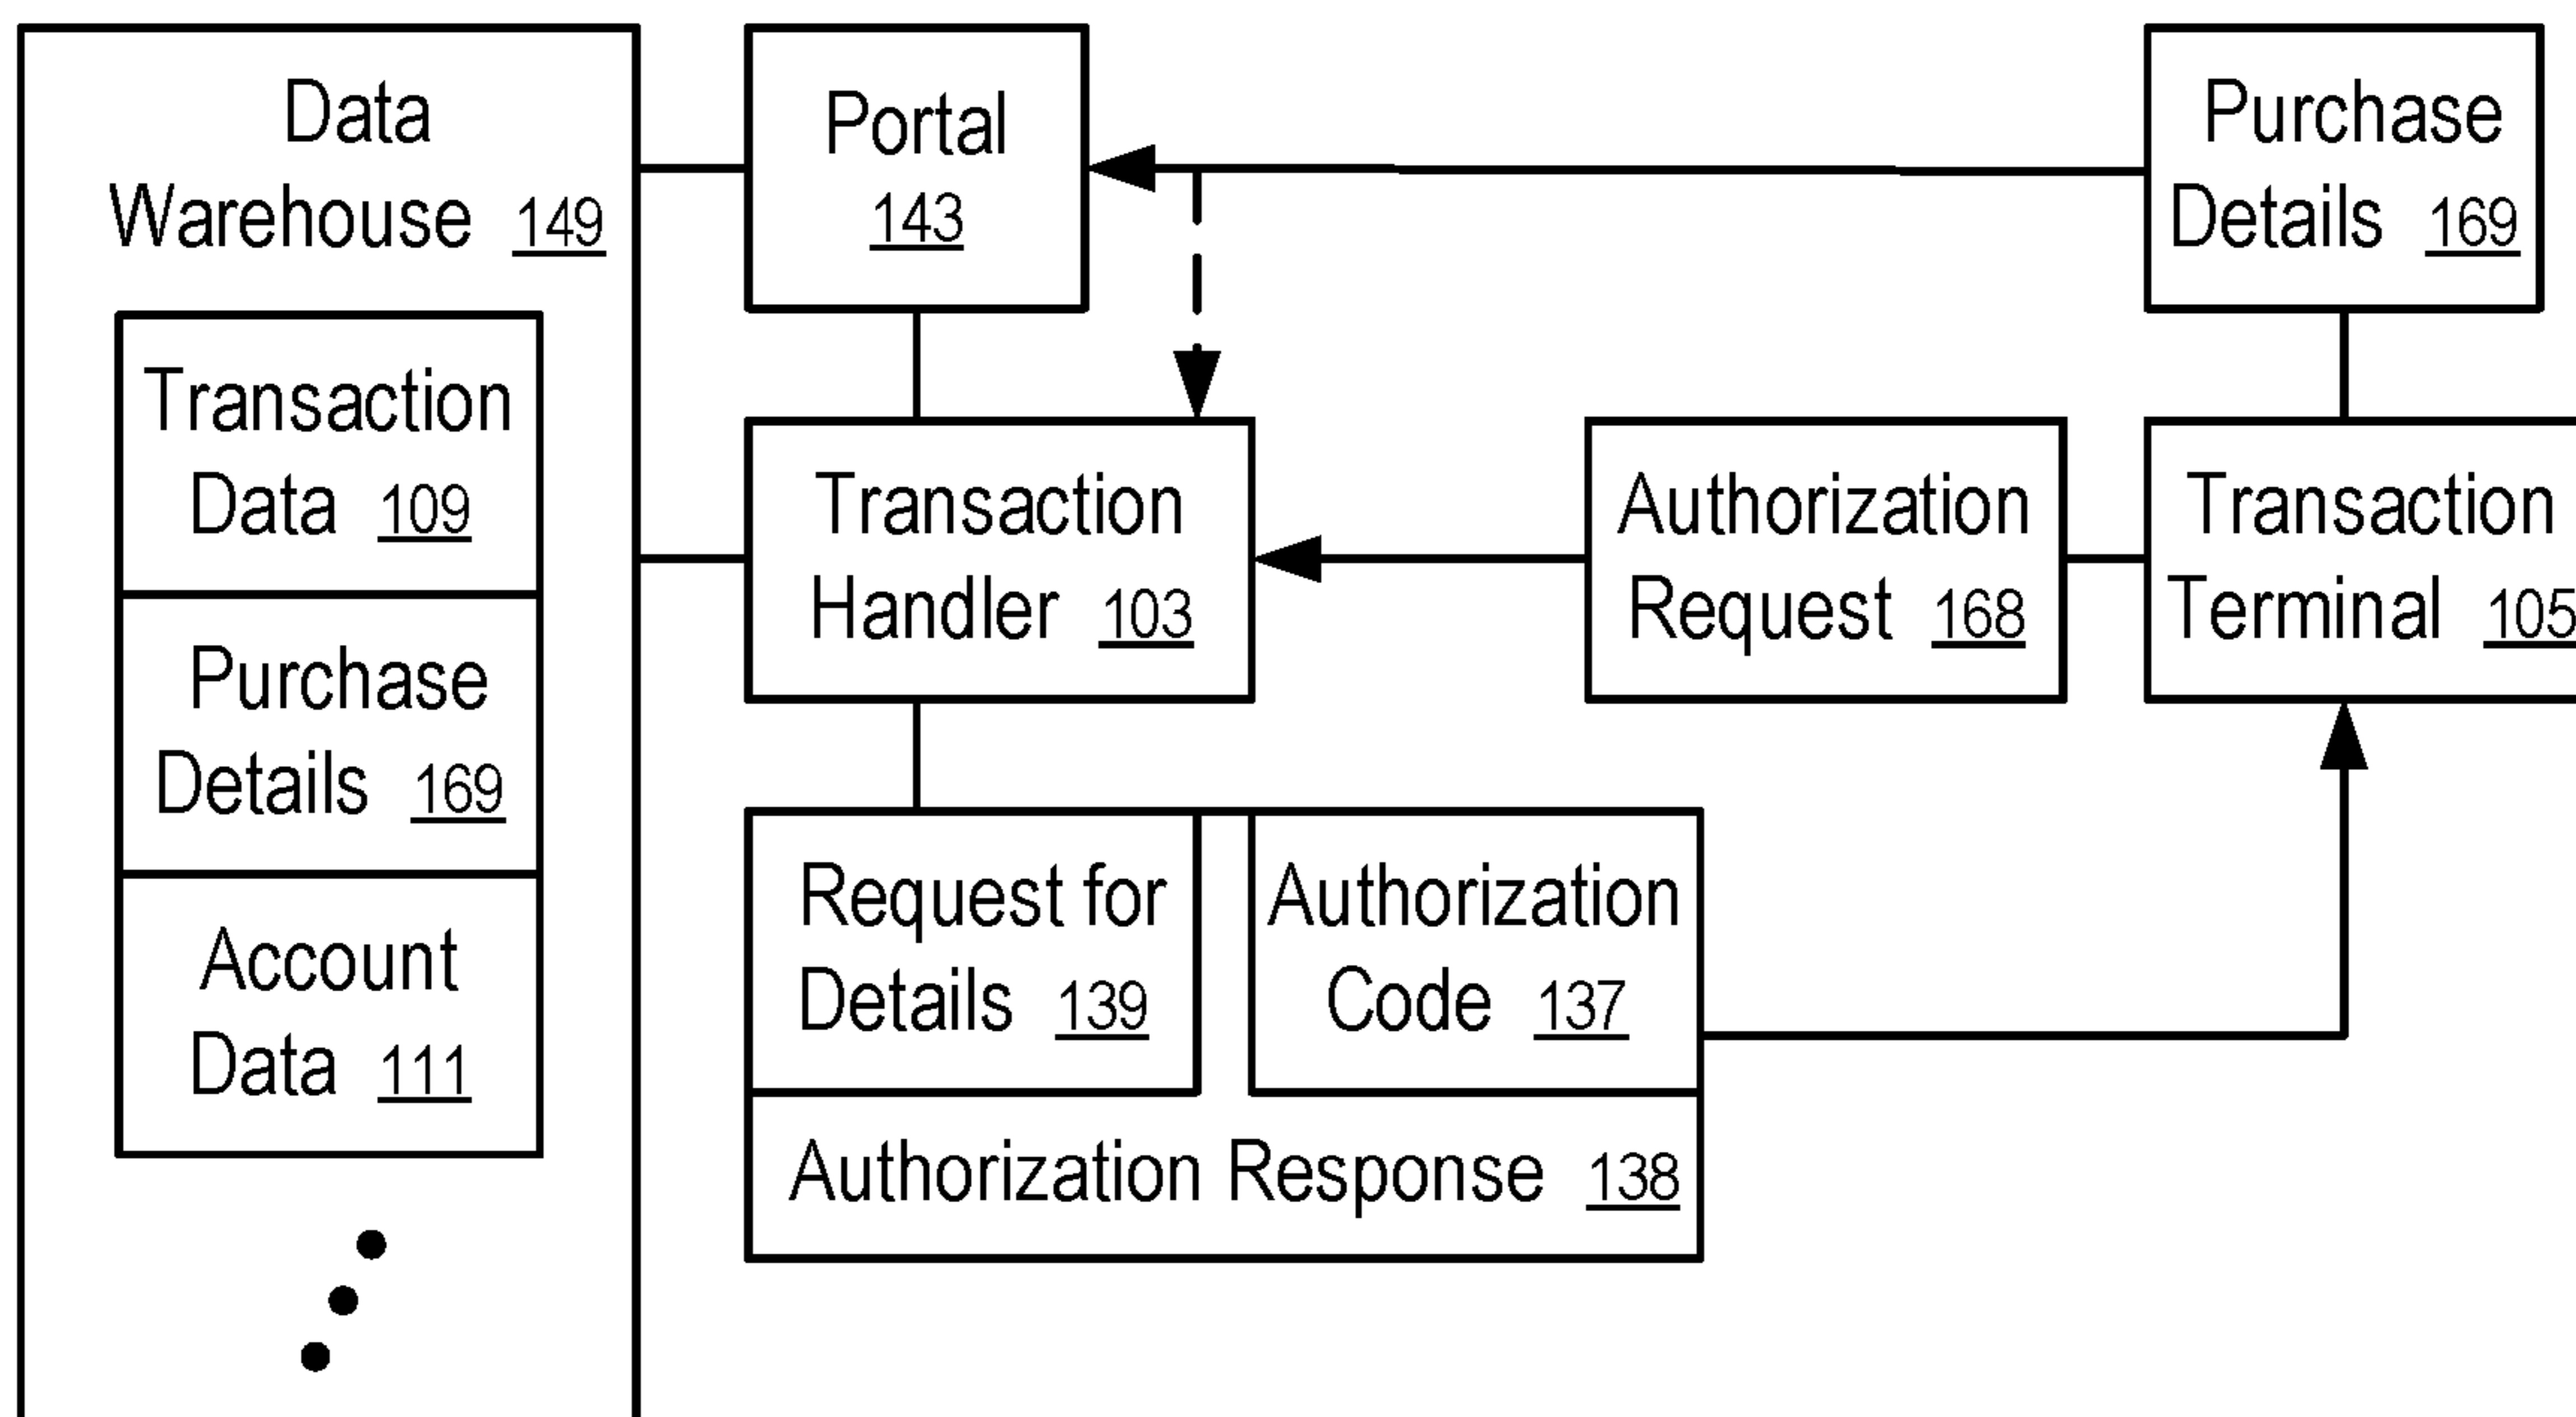 Data
Warehouse 149
Transaction
Data 109
Purchase
Details 169
Account
Data 111
Portal
143
Purchase
Details 169
Transaction
Handler 103
Authorization
Request 168
Transaction
Terminal 105
Request for
Details 139
Authorization
Code 137
Authorization Response 138